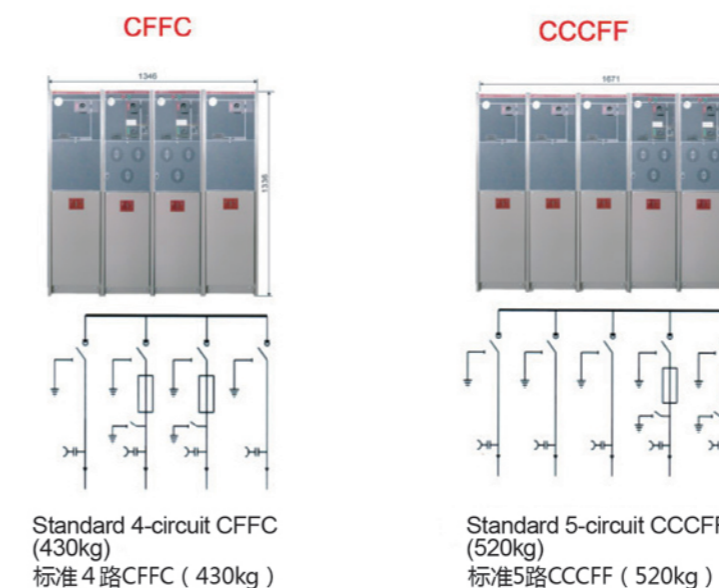 CFFC
CCCFF
1346
1671
1336
Standard 4-circuit CFFC
(430kg)
标准4路CFFC（430kg）
Standard 5-circuit CCCFF
(520kg)
标准5路CCCFF（520kg）